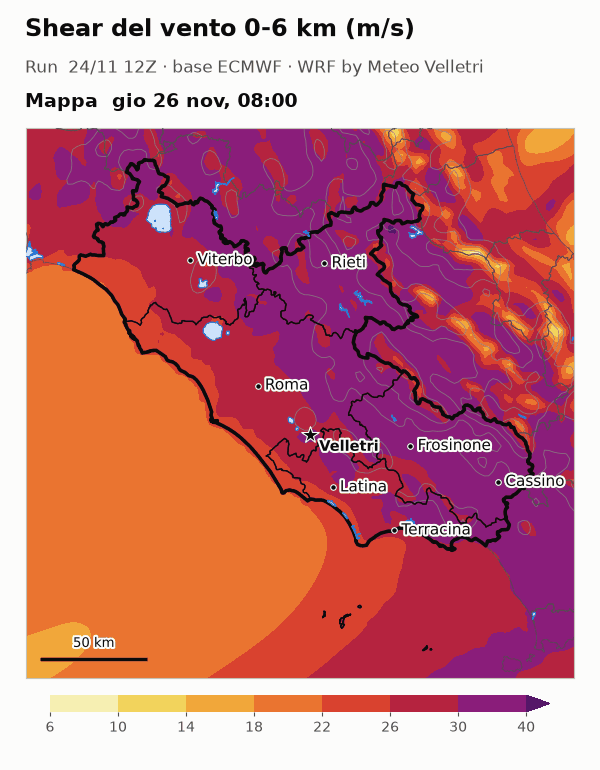 Shear del vento 0-6 km (m/s)
Run  24/11 12Z · base ECMWF · WRF by Meteo Velletri
Mappa  gio 26 nov, 08:00
Viterbo
Rieti
Roma
Velletri
Frosinone
Latina
Cassino
Terracina
50 km
6 10 14 18 22 26 30 40